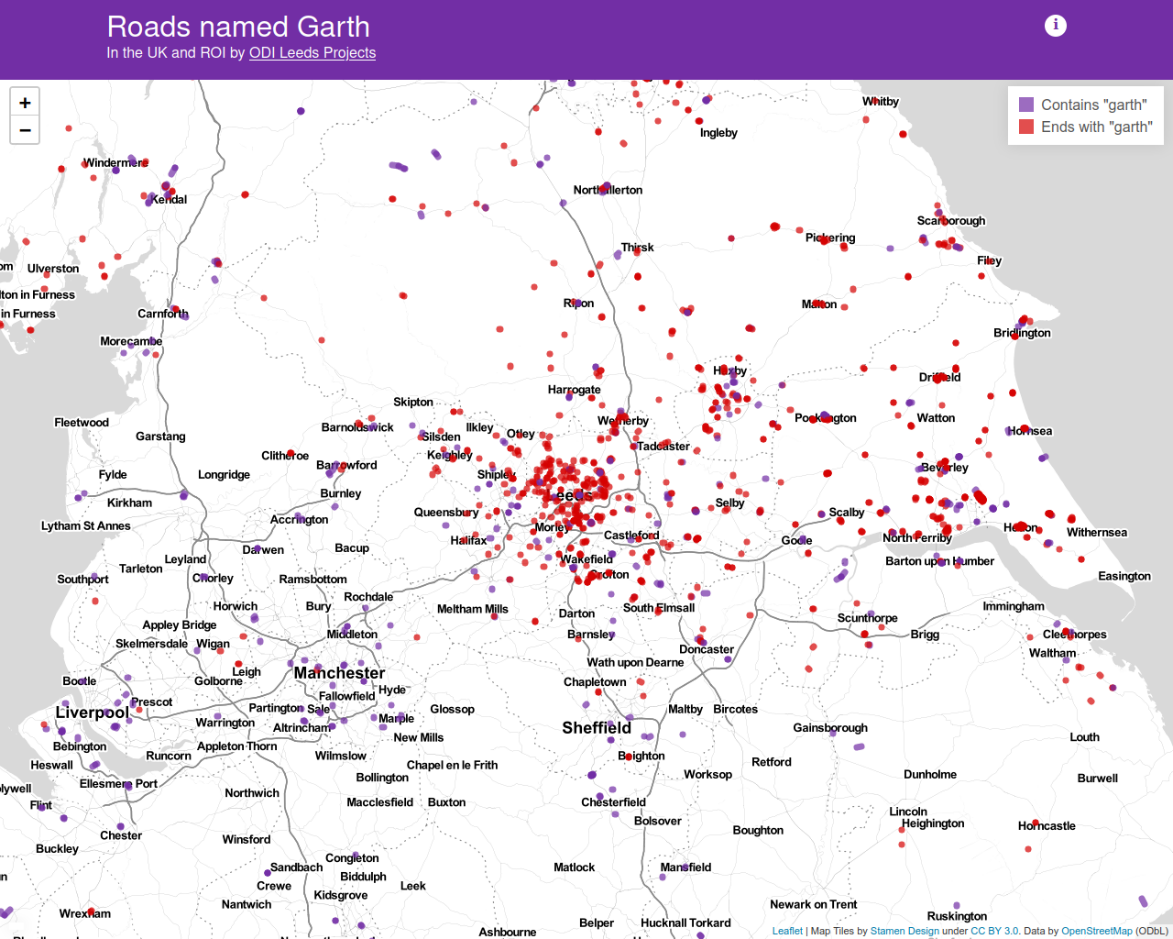 Roads named Garth
i
In the UK and ROI by ODI Leeds Projects
+
−
Contains "garth"
Ends with "garth"
Whitby
Ingleby
Windermere
Kendal
Northallerton
Scarborough
Pickering
Thirsk
Filey
Ulverston
lton in Furness
in Furness
Ripon
Malton
Carnforth
Morecambe
Bridlington
Haxby
Driffield
Harrogate
Skipton
Fleetwood
Barnoldswick
Wetherby
Pocklington
Watton
Garstang
Silsden
Ilkley
Otley
Hornsea
Tadcaster
Clitheroe
Keighley
Barrowford
Fylde
Longridge
Shipley
Beverley
Burnley
Leeds
Kirkham
Selby
Queensbury
Scalby
Accrington
Lytham St Annes
Morley
Hedon
Withernsea
Castleford
Halifax
Goole
North Ferriby
Darwen
Bacup
Leyland
Wakefield
Barton upon Humber
Tarleton
Crofton
Southport
Chorley
Ramsbottom
Easington
Rochdale
Horwich
Bury
Meltham Mills
Darton
South Elmsall
Immingham
Scunthorpe
Appley Bridge
Middleton
Barnsley
Brigg
Cleethorpes
Skelmersdale
Wigan
Doncaster
Waltham
Wath upon Dearne
Leigh
Manchester
Bootle
Golborne
Chapeltown
Hyde
Fallowfield
Prescot
Partington
Sale
Glossop
Maltby
Bircotes
Liverpool
Marple
Warrington
Altrincham
Sheffield
Gainsborough
New Mills
Louth
Bebington
Appleton Thorn
Runcorn
Wilmslow
Beighton
Heswall
Chapel en le Frith
Retford
Bollington
Worksop
Dunholme
Burwell
Ellesmere Port
lywell
Northwich
Flint
Macclesfield
Buxton
Chesterfield
Lincoln
Bolsover
Heighington
Horncastle
Boughton
Chester
Winsford
Buckley
Congleton
Sandbach
Matlock
Mansfield
Biddulph
Crewe
Leek
Kidsgrove
Nantwich
Newark on Trent
Wrexham
Ruskington
Belper
Hucknall Torkard
Ashbourne
Leaflet | Map Tiles by Stamen Design under CC BY 3.0. Data by OpenStreetMap (ODbL)